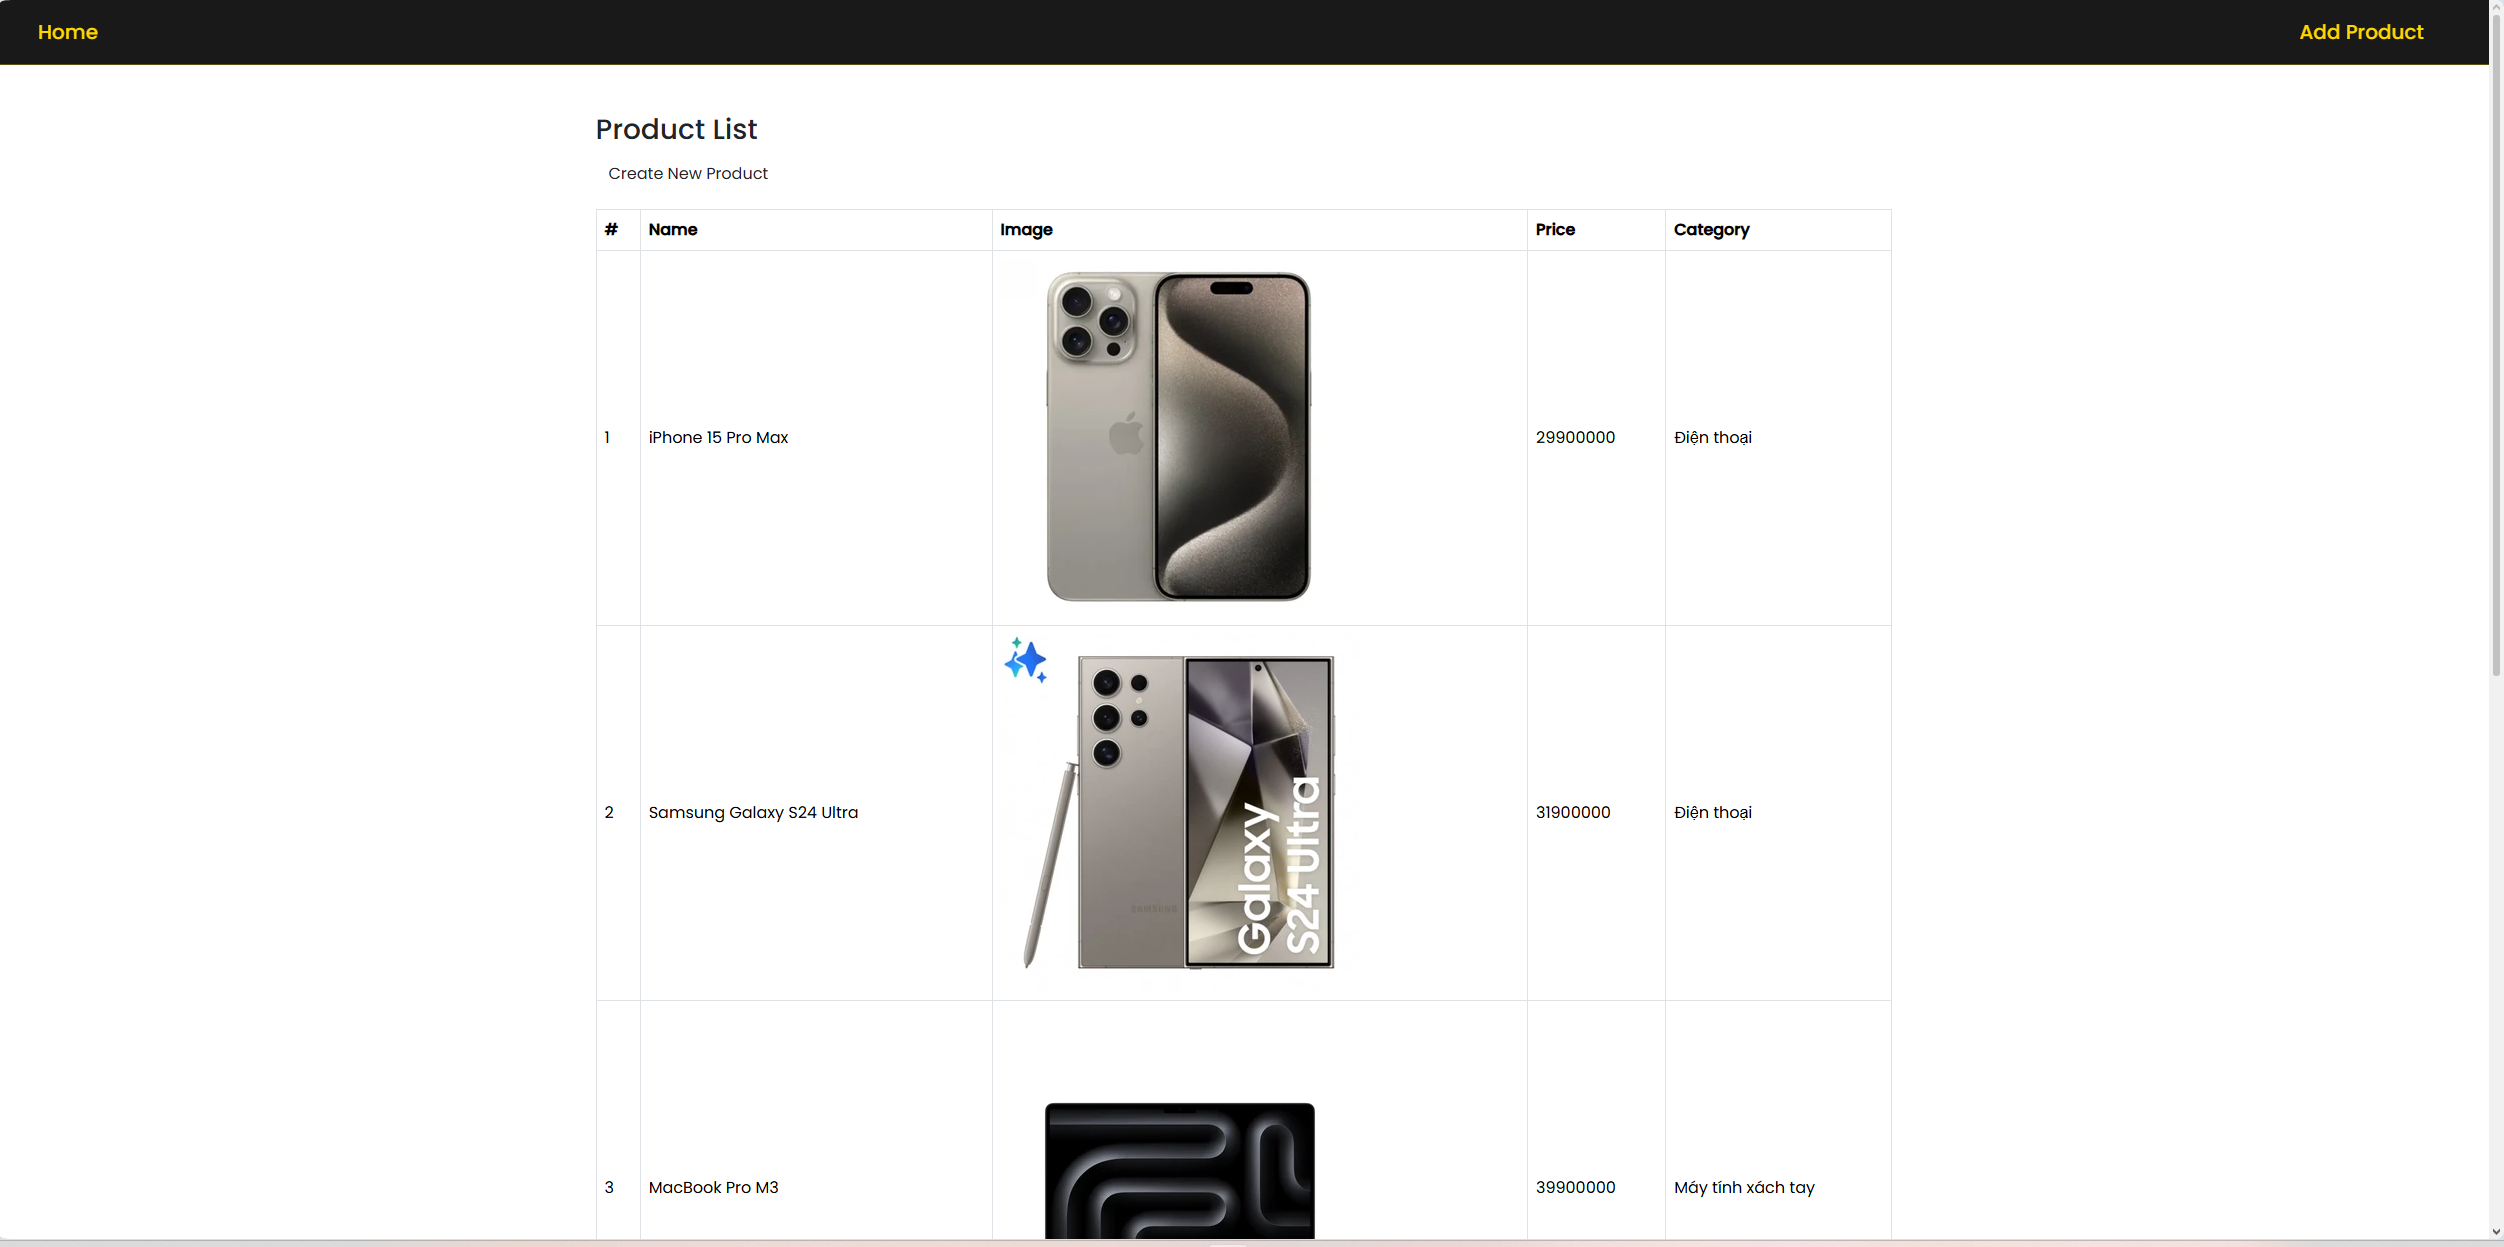 Home
Add Product
Product List
Create New Product
# Name Image Price Category
1 iPhone 15 Pro Max 29900000 Điện thoại
2 Samsung Galaxy S24 Ultra 31900000 Điện thoại
SAMSUNG
Galaxy
S24 Ultra
3 MacBook Pro M3 39900000 Máy tính xách tay